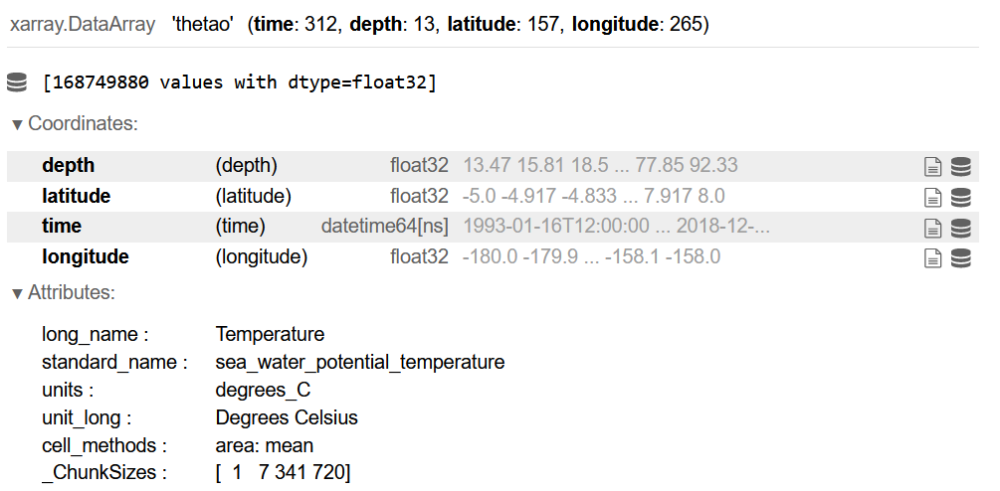 xarray.DataArray 'thetao' (time: 312, depth: 13, latitude: 157, longitude: 265)
[168749880 values with dtype=float32]
▼ Coordinates:
depth (depth) float32 13.47 15.81 18.5 ... 77.85 92.33
latitude (latitude) float32 -5.0 -4.917 -4.833 ... 7.917 8.0
time (time) datetime64[ns] 1993-01-16T12:00:00 ... 2018-12-...
longitude (longitude) float32 -180.0 -179.9 ... -158.1 -158.0
▼ Attributes:
long_name : Temperature
standard_name : sea_water_potential_temperature
units : degrees_C
unit_long : Degrees Celsius
cell_methods : area: mean
_ChunkSizes : [ 1 7 341 720]